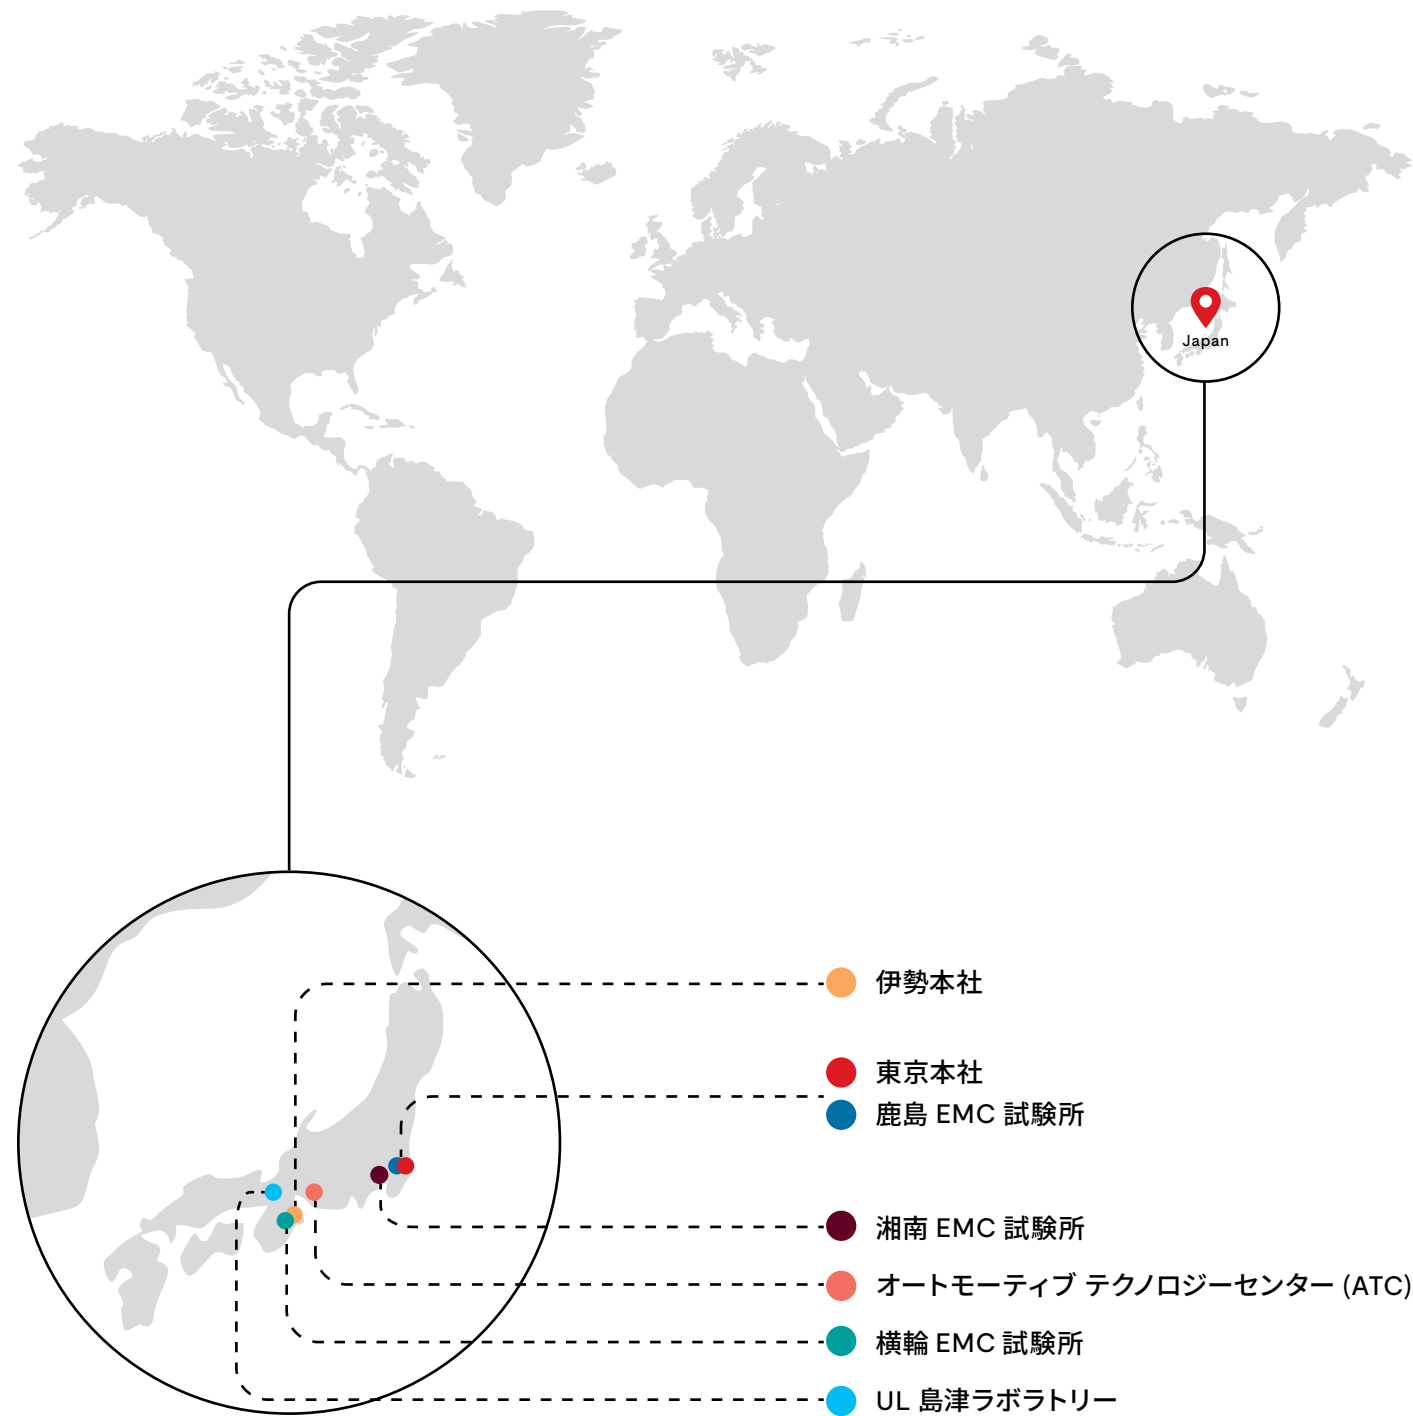 Japan
伊勢本社
東京本社
鹿島 EMC 試験所
湘南 EMC 試験所
オートモーティブ テクノロジーセンター (ATC)
横輪 EMC 試験所
UL 島津ラボラトリー